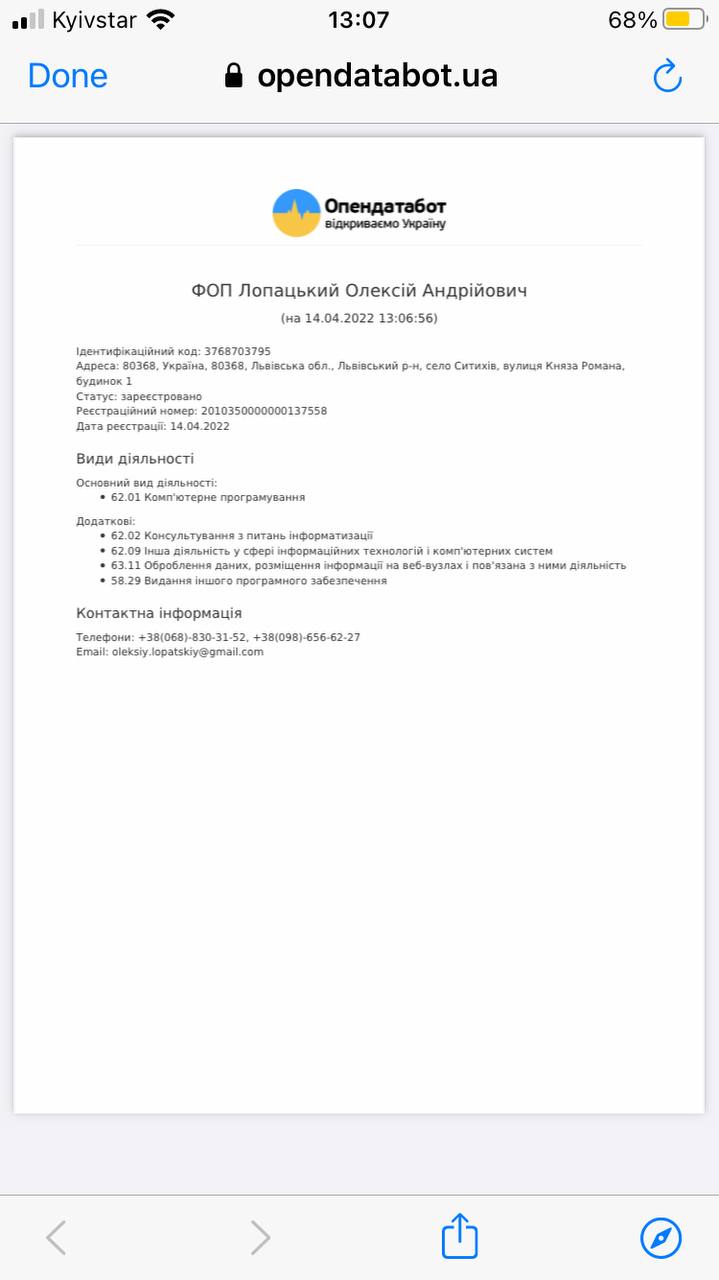 Kyivstar 13:07 68%
Done opendatabot.ua
Опендатабот
відкриваємо Україну
ФОП Лопацький Олексій Андрійович
(на 14.04.2022 13:06:56)
Ідентифікаційний код: 3768703795
Адреса: 80368, Україна, 80368, Львівська обл., Львівський р-н, село Ситихів, вулиця Княза Романа,
будинок 1
Статус: зареєстровано
Реєстраційний номер: 2010350000000137558
Дата реєстрації: 14.04.2022
Види діяльності
Основний вид діяльності:
• 62.01 Комп'ютерне програмування
Додаткові:
• 62.02 Консультування з питань інформатизації
• 62.09 Інша діяльність у сфері інформаційних технологій і комп'ютерних систем
• 63.11 Оброблення даних, розміщення інформації на веб-вузлах і пов'язана з ними діяльність
• 58.29 Видання іншого програмного забезпечення
Контактна інформація
Телефони: +38(068)-830-31-52, +38(098)-656-62-27
Email: oleksiy.lopatskiy@gmail.com